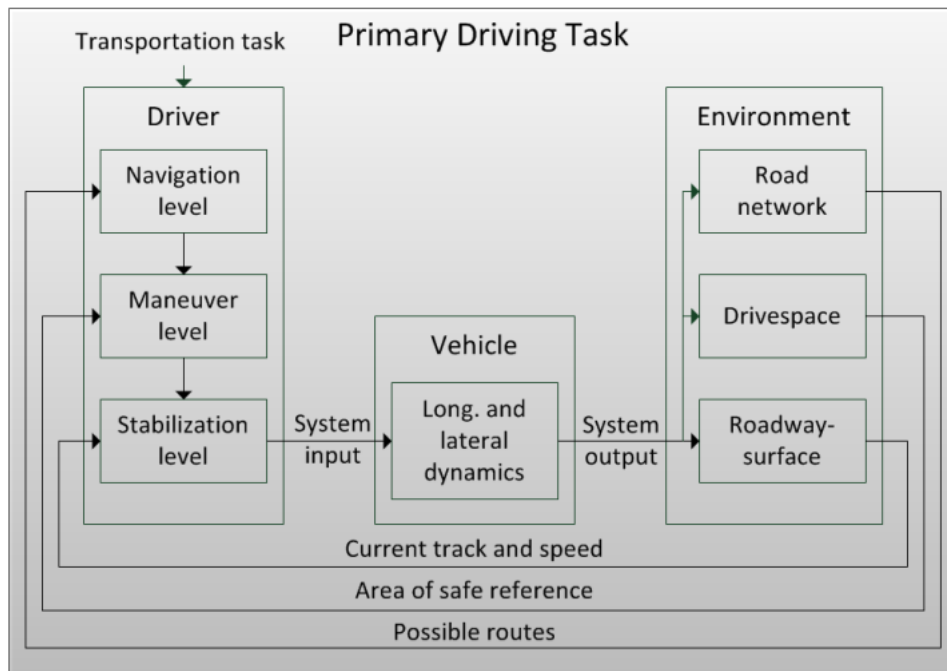 Primary Driving Task
Transportation task
Driver
Navigation
level
Maneuver
level
Stabilization
level
System
input
Vehicle
Long. and
lateral
dynamics
System
output
Environment
Road
network
Drivespace
Roadway-
surface
Current track and speed
Area of safe reference
Possible routes